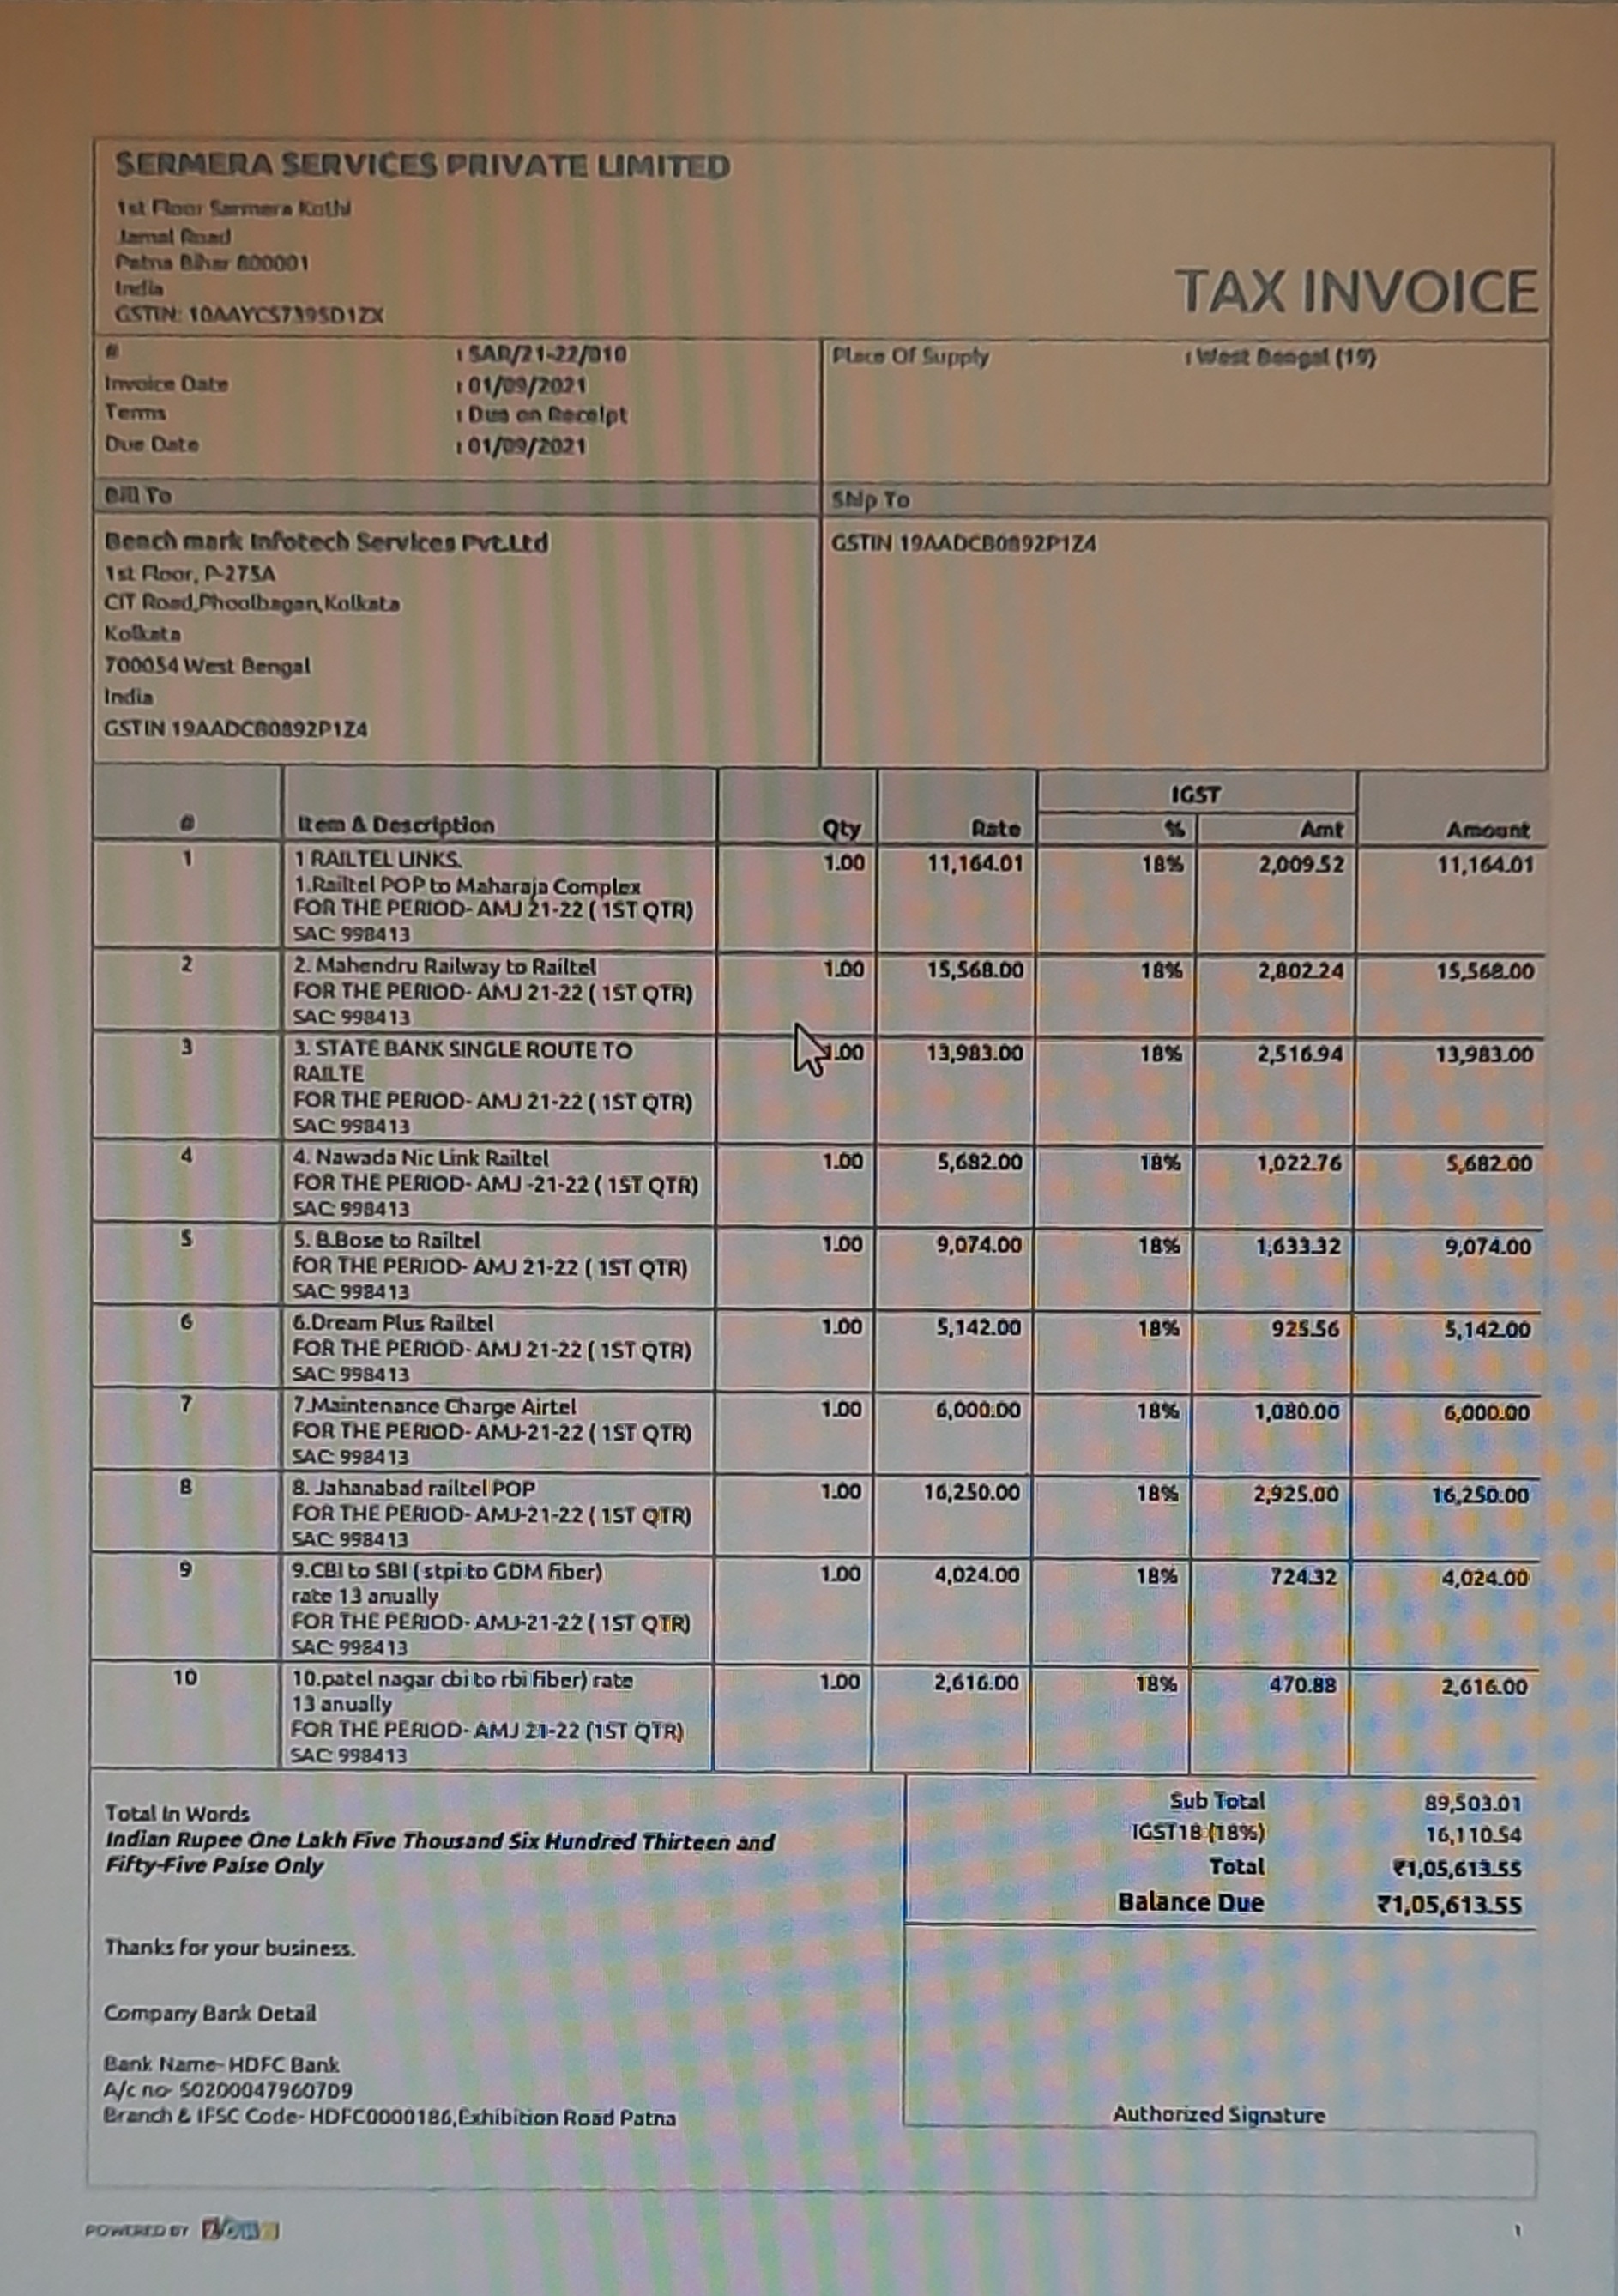 SERMERA SERVICES PRIVATE LIMITED
1st Floor Sarmera Kothi
Jamal Road
Patna Bihar 800001
India
GSTIN: 10AAYCS7395D1ZX
TAX INVOICE
# : SAR/21-22/010
Invoice Date : 01/09/2021
Terms : Due on Receipt
Due Date : 01/09/2021
Place Of Supply : West Bengal (19)
Bill To
Ship To
Bench mark Infotech Services Pvt.Ltd
1st Floor, P-275A
CIT Road,Phoolbagan,Kolkata
Kolkata
700054 West Bengal
India
GSTIN 19AADCB0892P1Z4
GSTIN 19AADCB0892P1Z4
# Item & Description Qty Rate IGST Amount
% Amt
1 1 RAILTEL LINKS. 1.00 11,164.01 18% 2,009.52 11,164.01
1.Railtel POP to Maharaja Complex
FOR THE PERIOD- AMJ 21-22 ( 1ST QTR)
SAC: 998413
2 2. Mahendru Railway to Railtel 1.00 15,568.00 18% 2,802.24 15,568.00
FOR THE PERIOD- AMJ 21-22 ( 1ST QTR)
SAC: 998413
3 3. STATE BANK SINGLE ROUTE TO 1.00 13,983.00 18% 2,516.94 13,983.00
RAILTE
FOR THE PERIOD- AMJ 21-22 ( 1ST QTR)
SAC: 998413
4 4. Nawada Nic Link Railtel 1.00 5,682.00 18% 1,022.76 5,682.00
FOR THE PERIOD- AMJ -21-22 ( 1ST QTR)
SAC: 998413
5 5. B.Bose to Railtel 1.00 9,074.00 18% 1,633.32 9,074.00
FOR THE PERIOD- AMJ 21-22 ( 1ST QTR)
SAC: 998413
6 6.Dream Plus Railtel 1.00 5,142.00 18% 925.56 5,142.00
FOR THE PERIOD- AMJ 21-22 ( 1ST QTR)
SAC: 998413
7 7.Maintenance Charge Airtel 1.00 6,000.00 18% 1,080.00 6,000.00
FOR THE PERIOD- AMJ-21-22 ( 1ST QTR)
SAC: 998413
8 8. Jahanabad railtel POP 1.00 16,250.00 18% 2,925.00 16,250.00
FOR THE PERIOD- AMJ-21-22 ( 1ST QTR)
SAC: 998413
9 9.CBI to SBI ( stpi to GDM fiber) 1.00 4,024.00 18% 724.32 4,024.00
rate 13 anually
FOR THE PERIOD- AMJ-21-22 ( 1ST QTR)
SAC: 998413
10 10.patel nagar cbi to rbi fiber) rate 1.00 2,616.00 18% 470.88 2,616.00
13 anually
FOR THE PERIOD- AMJ 21-22 (1ST QTR)
SAC: 998413
Sub Total 89,503.01
IGST18 (18%) 16,110.54
Total ₹1,05,613.55
Balance Due ₹1,05,613.55
Total In Words
Indian Rupee One Lakh Five Thousand Six Hundred Thirteen and
Fifty-Five Paise Only
Thanks for your business.
Company Bank Detail
Bank Name- HDFC Bank
A/c no- 50200047960709
Branch & IFSC Code- HDFC0000186,Exhibition Road Patna
Authorized Signature
POWERED BY ZOHO
1